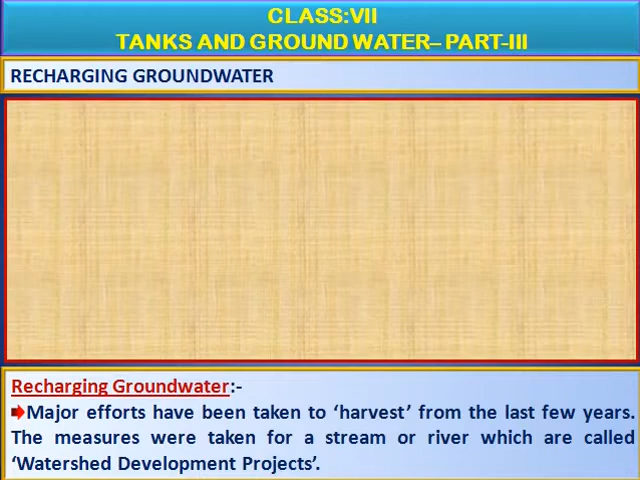 CLASS:VII
TANKS AND GROUND WATER– PART-III
RECHARGING GROUNDWATER
Recharging Groundwater:-
Major efforts have been taken to ‘harvest’ from the last few years.
The measures were taken for a stream or river which are called
‘Watershed Development Projects’.